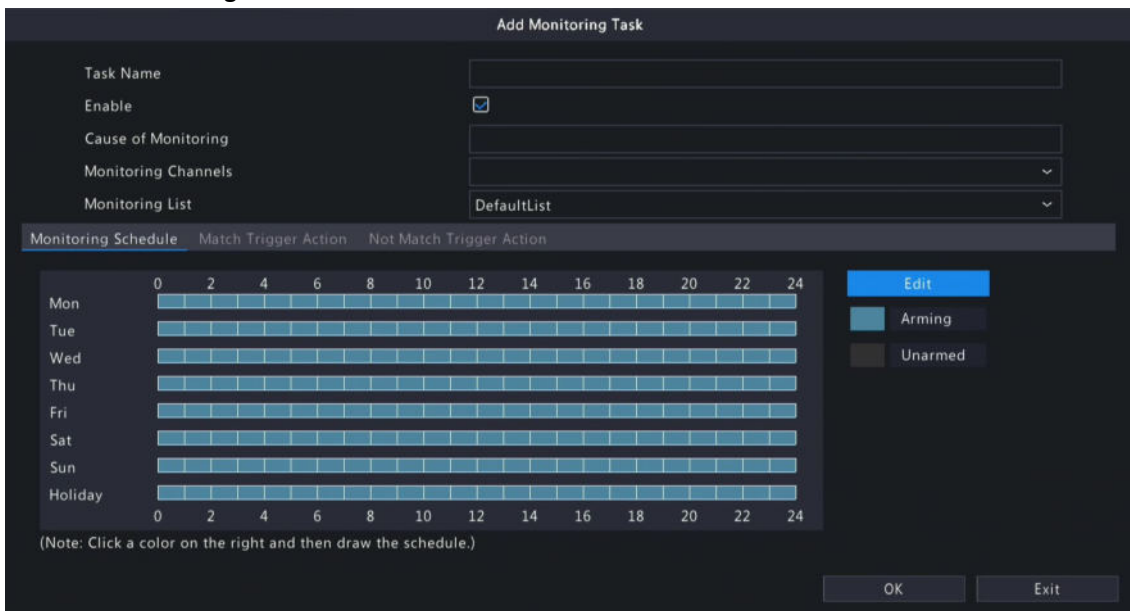 Add Monitoring Task
Task Name
Enable
Cause of Monitoring
Monitoring Channels
Monitoring List DefaultList
Monitoring Schedule Match Trigger Action Not Match Trigger Action
0 2 4 6 8 10 12 14 16 18 20 22 24 Edit
Mon
Arming
Tue
Wed Unarmed
Thu
Fri
Sat
Sun
Holiday
0 2 4 6 8 10 12 14 16 18 20 22 24
(Note: Click a color on the right and then draw the schedule.)
OK Exit